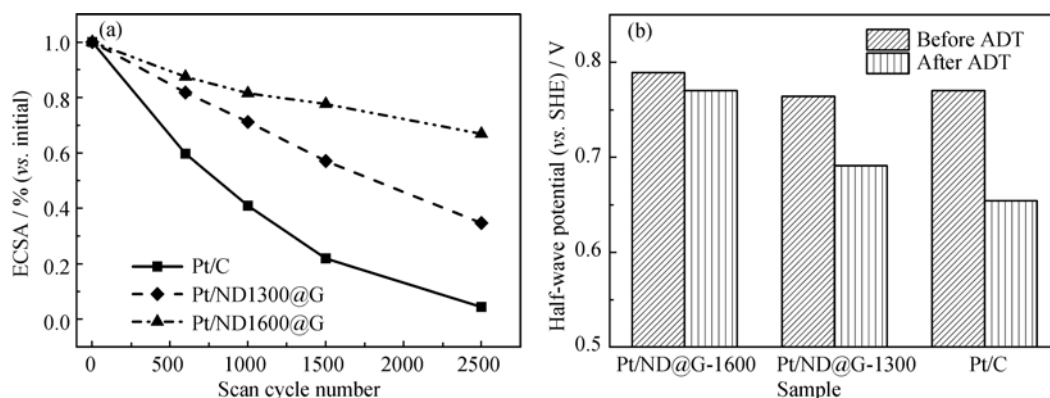 (a)
ECSA / % (vs. initial)
1.0
0.8
0.6
0.4
0.2
0.0
Pt/C
Pt/ND1300@G
Pt/ND1600@G
0 500 1000 1500 2000 2500
Scan cycle number
(b)
Before ADT
After ADT
Half-wave potential (vs. SHE) / V
0.8
0.7
0.6
0.5
Pt/ND@G-1600 Pt/ND@G-1300 Pt/C
Sample